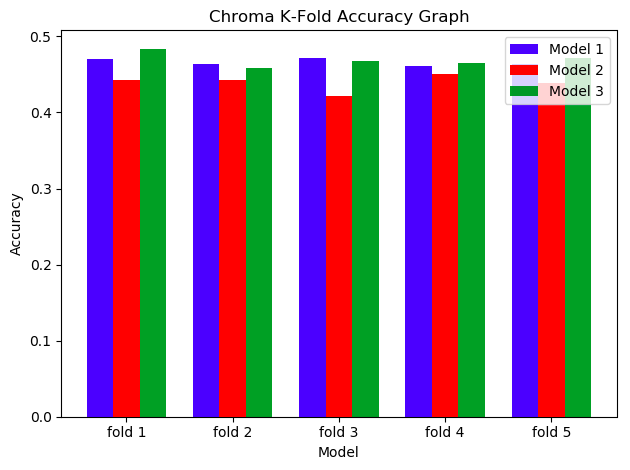 Chroma K-Fold Accuracy Graph
0.5
0.4
0.3
0.2
0.1
0.0
Accuracy
Model 1
Model 2
Model 3
fold 1 fold 2 fold 3 fold 4 fold 5
Model